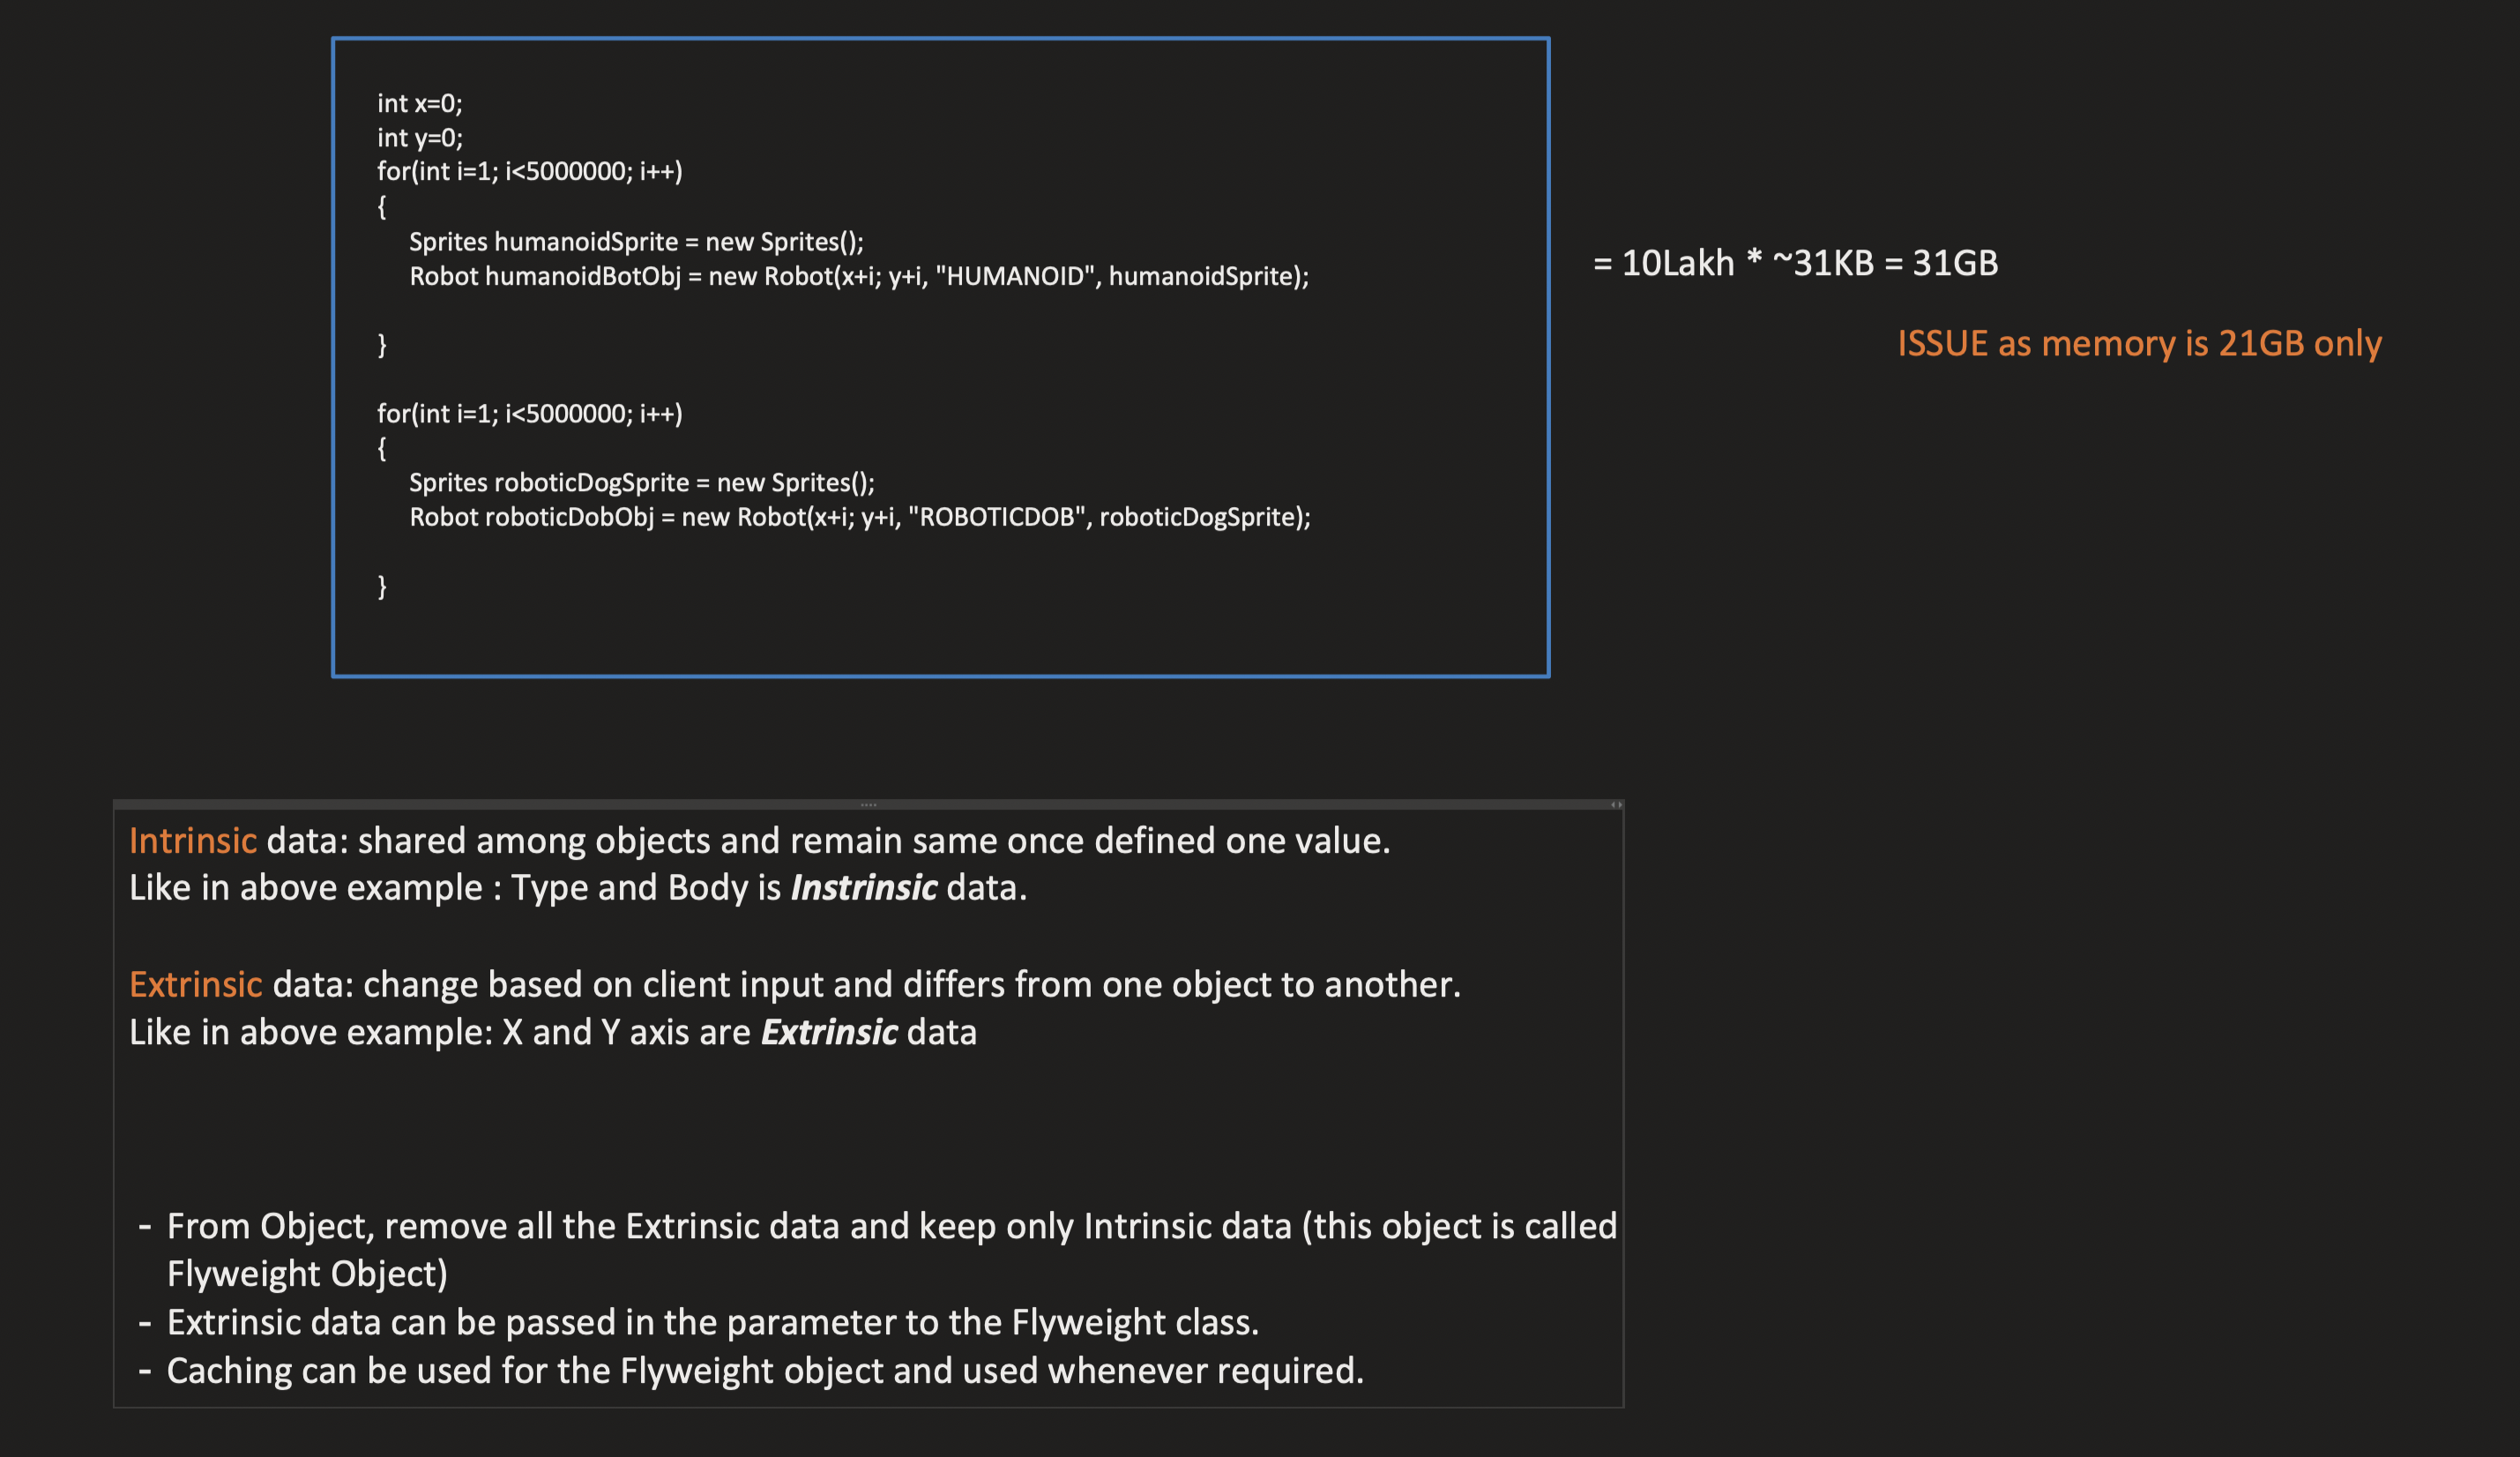 int x=0;
int y=0;
for(int i=1; i<5000000; i++)
{
Sprites humanoidSprite = new Sprites();
Robot humanoidBotObj = new Robot(x+i; y+i, "HUMANOID", humanoidSprite);
}
for(int i=1; i<5000000; i++)
{
Sprites roboticDogSprite = new Sprites();
Robot roboticDobObj = new Robot(x+i; y+i, "ROBOTICDOB", roboticDogSprite);
}
= 10Lakh * ~31KB = 31GB
ISSUE as memory is 21GB only
Intrinsic data: shared among objects and remain same once defined one value.
Like in above example : Type and Body is Instrinsic data.
Extrinsic data: change based on client input and differs from one object to another.
Like in above example: X and Y axis are Extrinsic data
- From Object, remove all the Extrinsic data and keep only Intrinsic data (this object is called
Flyweight Object)
- Extrinsic data can be passed in the parameter to the Flyweight class.
- Caching can be used for the Flyweight object and used whenever required.